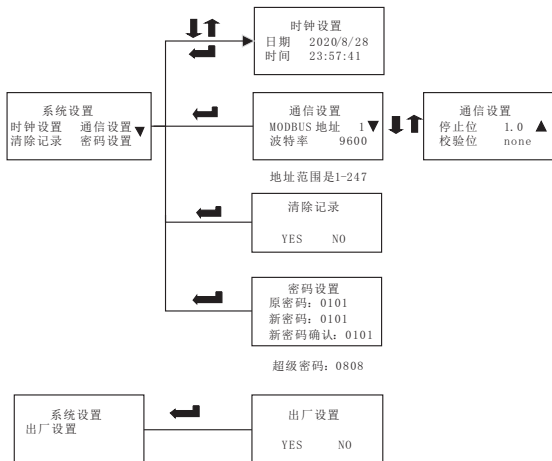 时钟设置
日期 2020/8/28
时间 23:57:41
系统设置
时钟设置 通信设置
清除记录 密码设置
通信设置
MODBUS 地址 1
波特率 9600
地址范围是1-247
通信设置
停止位 1.0
校验位 none
清除记录
YES NO
密码设置
原密码：0101
新密码：0101
新密码确认：0101
超级密码：0808
系统设置
出厂设置
出厂设置
YES NO